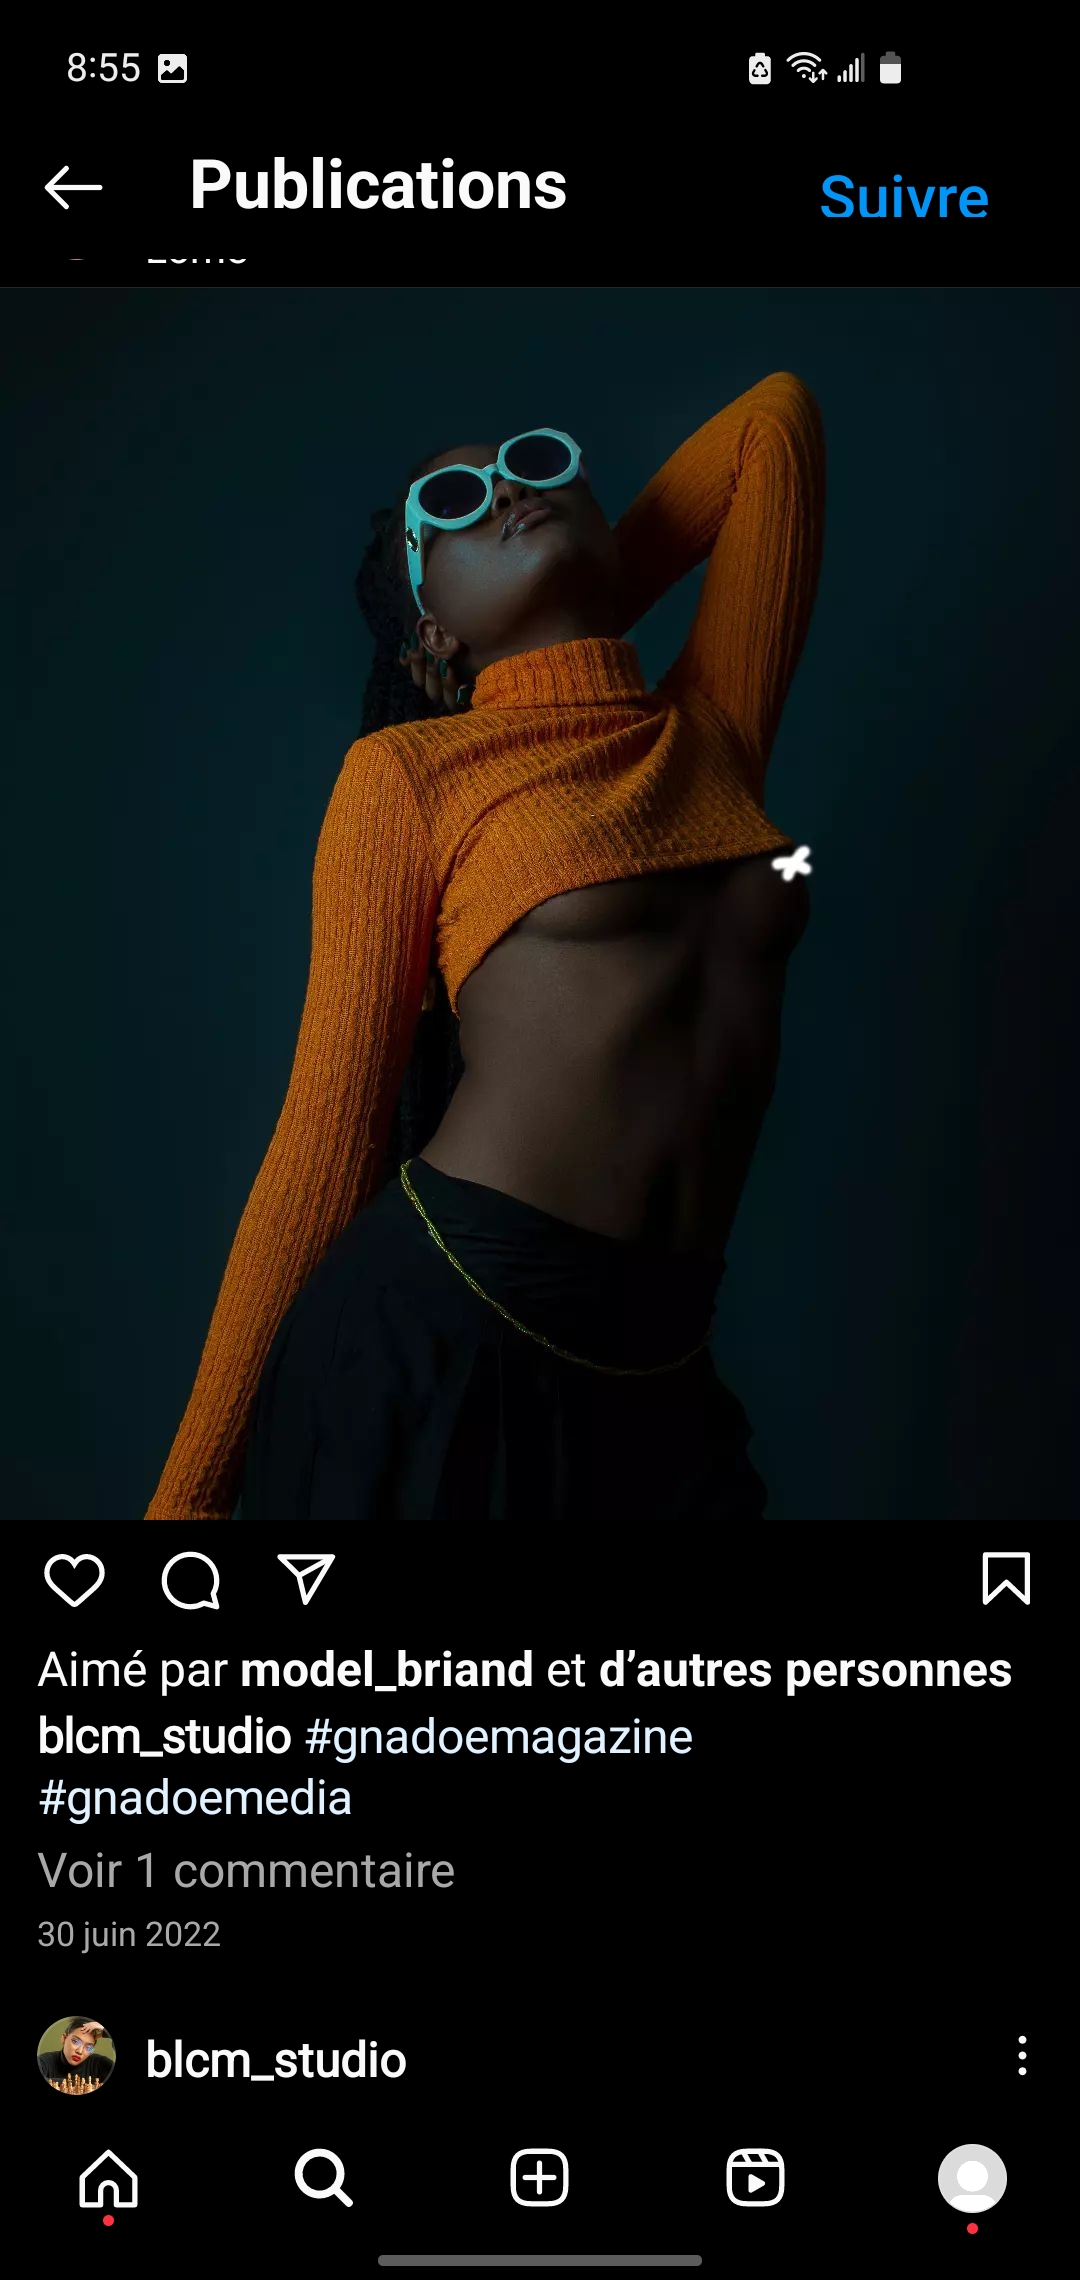 8:55
Publications
Suivre
Aimé par model_briand et d’autres personnes
blcm_studio #gnadoemagazine
#gnadoemedia
Voir 1 commentaire
30 juin 2022
blcm_studio